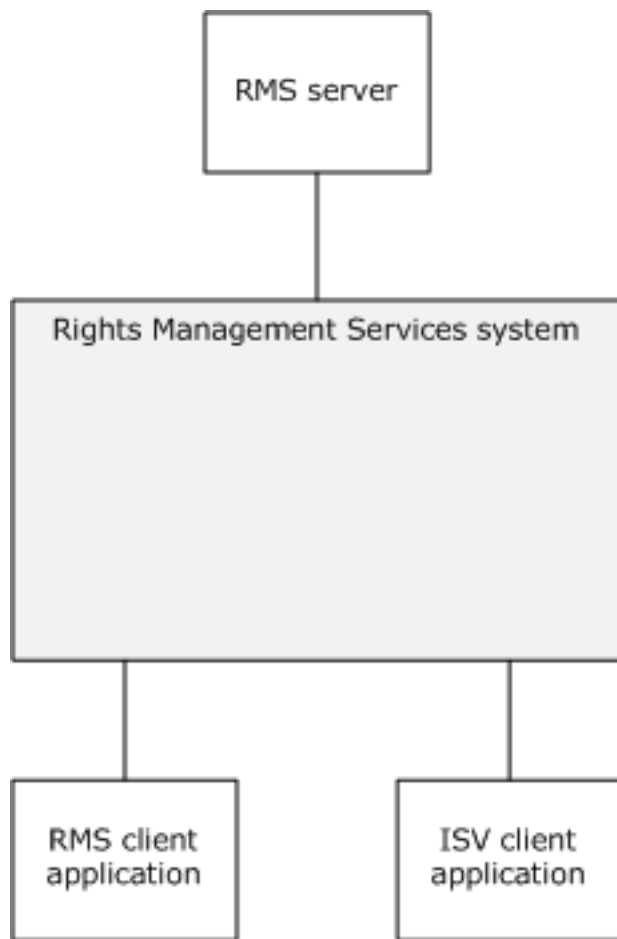 RMS server
Rights Management Services system
RMS client
application
ISV client
application